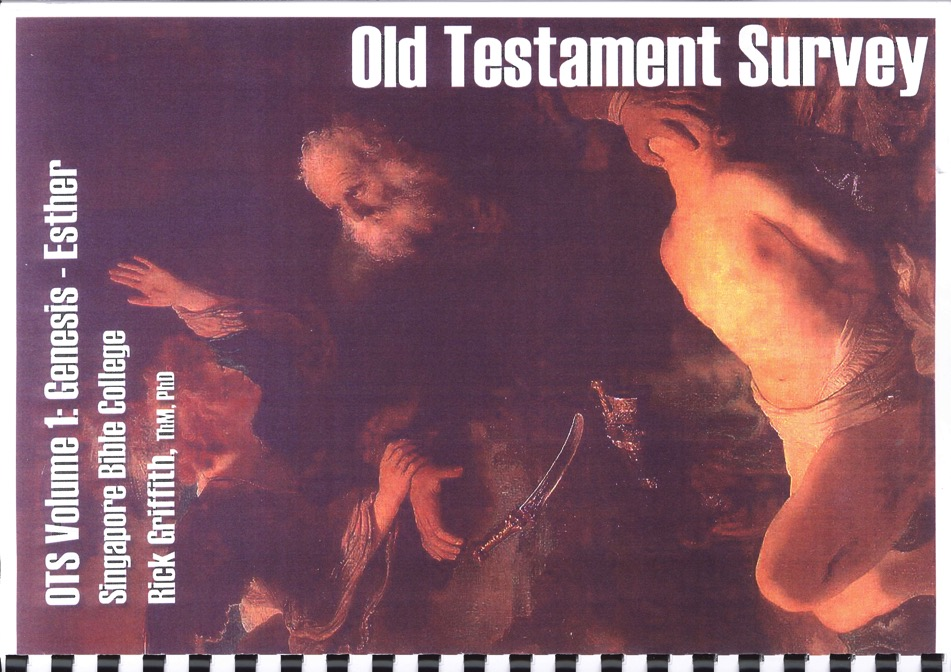 Old Testament Survey
OTS Volume 1: Genesis - Esther
Singapore Bible College
Rick Griffith, ThM, PhD